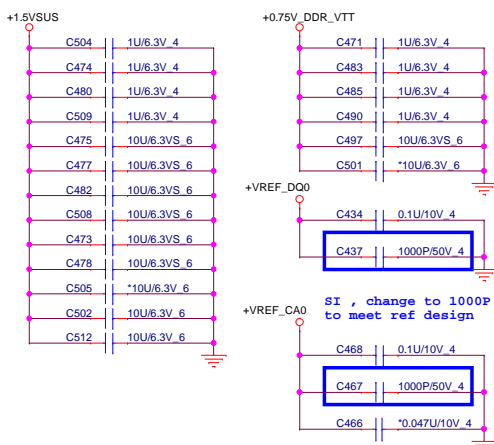 +1.5VSUS
C504 1U/6.3V_4
C474 1U/6.3V_4
C480 1U/6.3V_4
C509 1U/6.3V_4
C475 10U/6.3VS_6
C477 10U/6.3VS_6
C482 10U/6.3VS_6
C508 10U/6.3VS_6
C473 10U/6.3VS_6
C478 10U/6.3VS_6
C505 *10U/6.3V_6
C502 10U/6.3V_6
C512 10U/6.3V_6
+0.75V_DDR_VTT
C471 1U/6.3V_4
C483 1U/6.3V_4
C485 1U/6.3V_4
C490 1U/6.3V_4
C497 10U/6.3VS_6
C501 *10U/6.3V_6
+VREF_DQ0
C434 0.1U/10V_4
C437 1000P/50V_4
SI , change to 1000P
to meet ref design
+VREF_CA0
C468 0.1U/10V_4
C467 1000P/50V_4
C466 *0.047U/10V_4